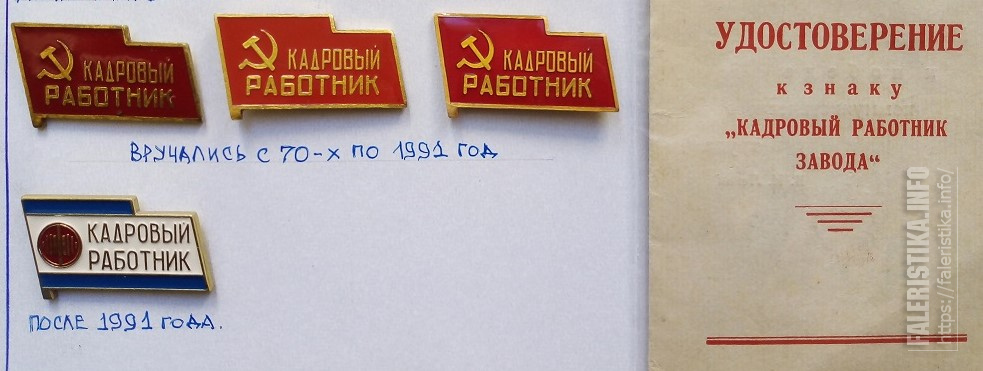 КАДРОВЫЙ
РАБОТНИК
КАДРОВЫЙ
РАБОТНИК
КАДРОВЫЙ
РАБОТНИК
ВРУЧАЛИСЬ С 70-Х ПО 1991 ГОД
КАДРОВЫЙ
РАБОТНИК
ПОСЛЕ 1991 ГОДА.
УДОСТОВЕРЕНИЕ
к знаку
„КАДРОВЫЙ РАБОТНИК
ЗАВОДА“
FALERISTIKA.INFO
https://faleristika.info/